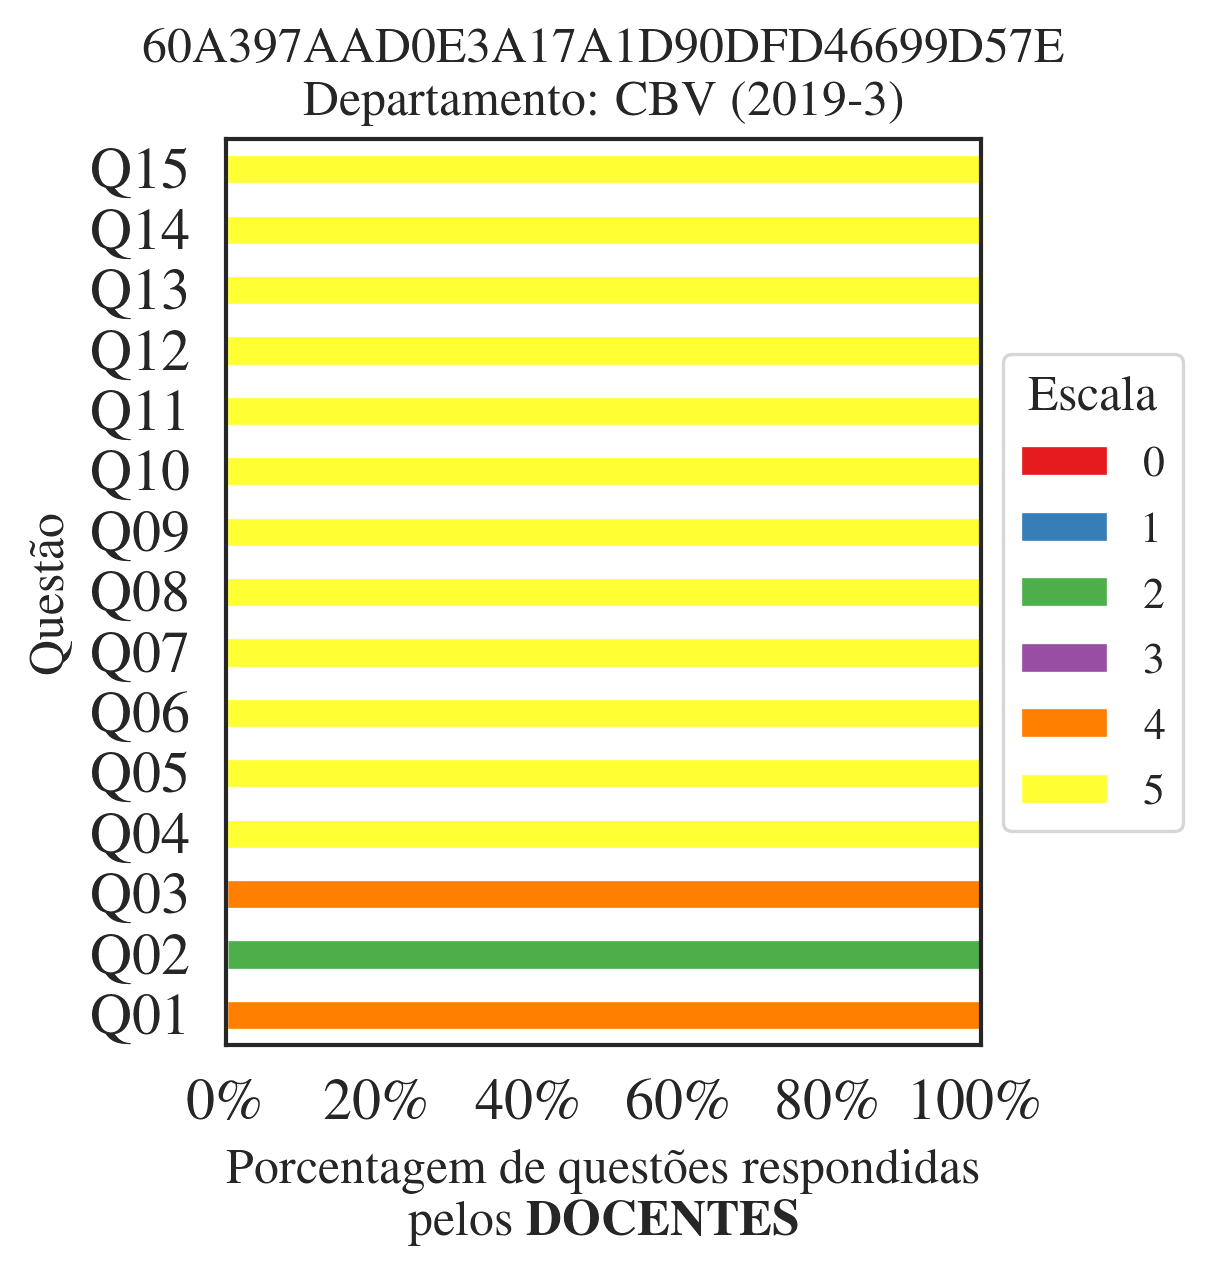 60A397AAD0E3A17A1D90DFD46699D57E
Departamento: CBV (2019-3)
Q15
Q14
Q13
Q12
Q11
Q10
Q09
Q08
Q07
Q06
Q05
Q04
Q03
Q02
Q01
Questão
0% 20% 40% 60% 80% 100%
Porcentagem de questões respondidas
pelos DOCENTES
Escala
0
1
2
3
4
5